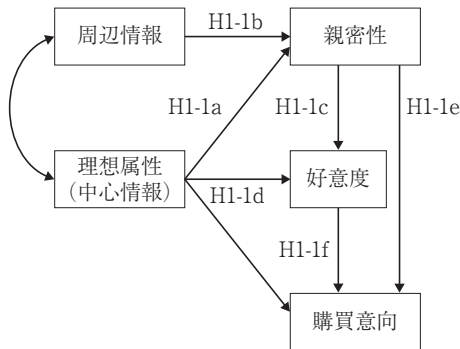 周辺情報
H1-1b
親密性
H1-1a
H1-1c
H1-1e
理想属性
（中心情報）
H1-1d
好意度
H1-1f
購買意向